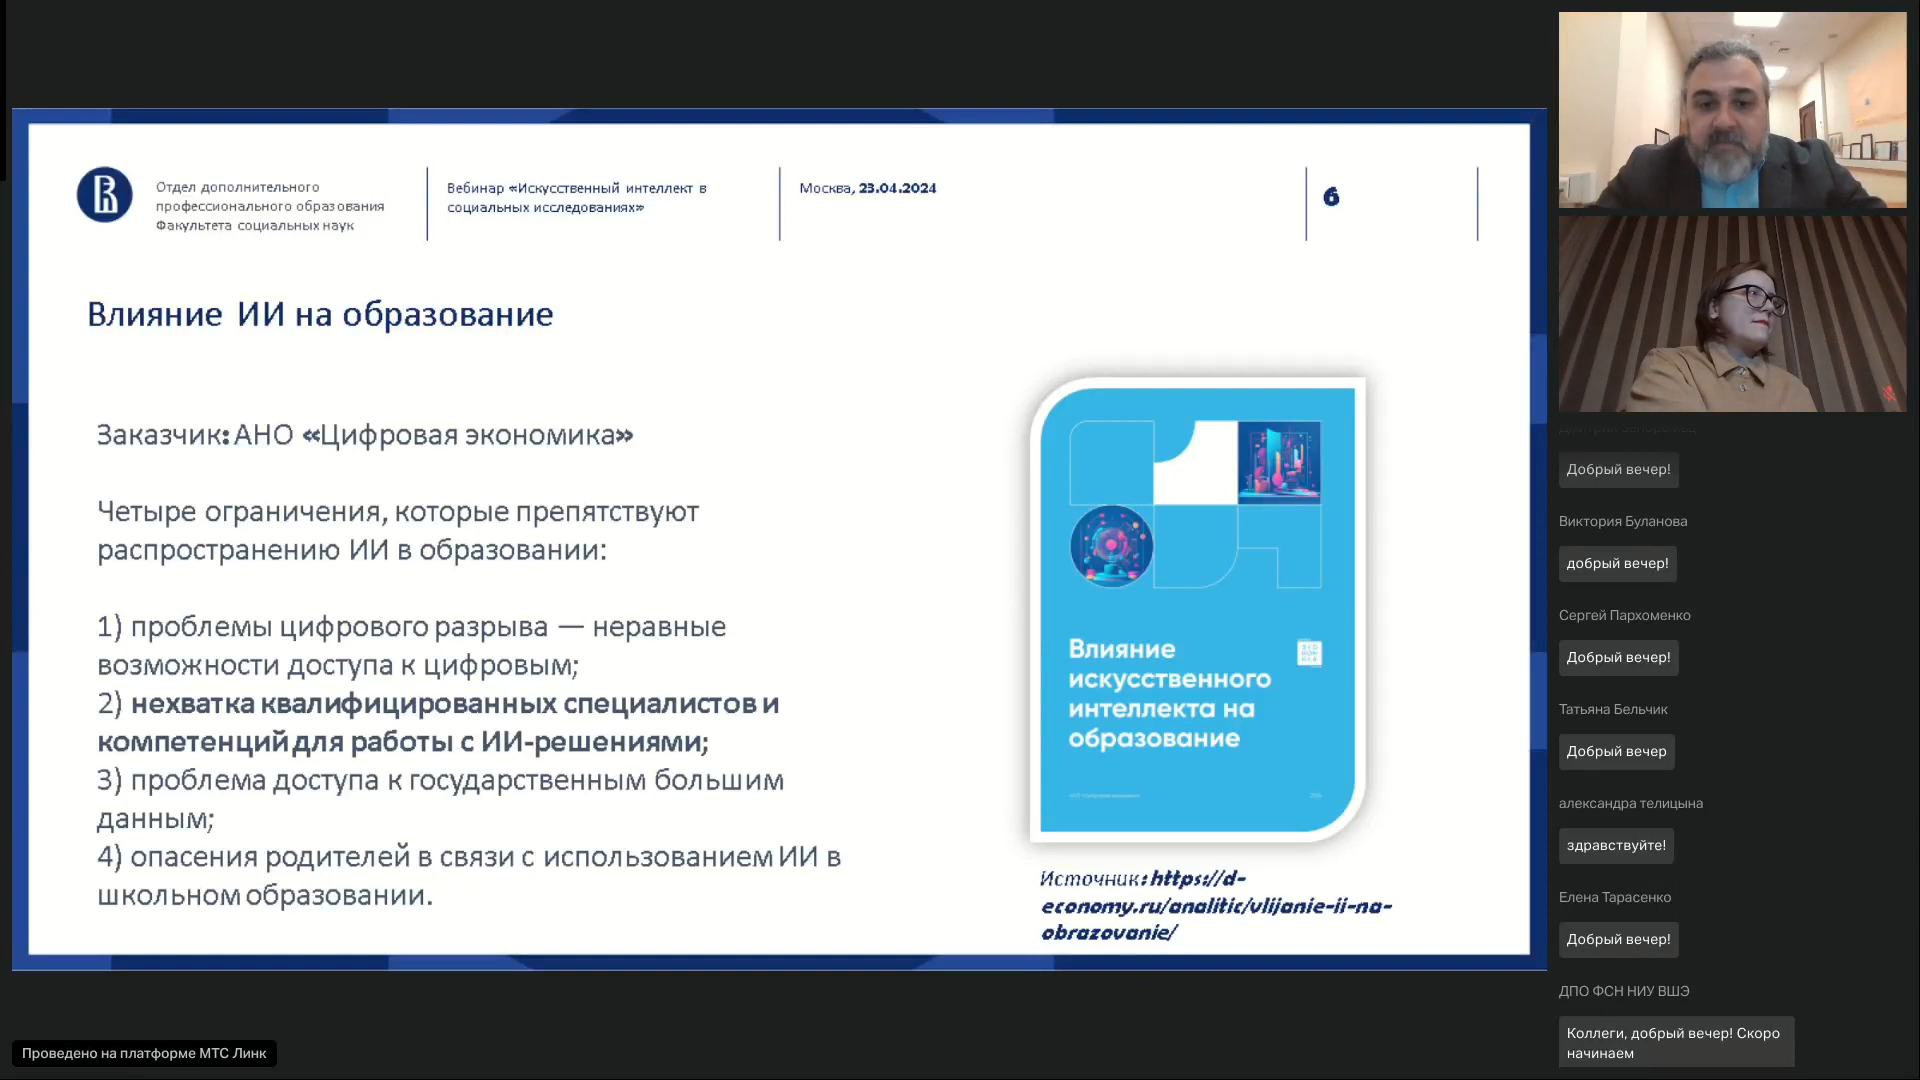 Отдел дополнительного
профессионального образования
Факультета социальных наук
Вебинар «Искусственный интеллект в
социальных исследованиях»
Москва, 23.04.2024
6
Влияние ИИ на образование
Заказчик: АНО «Цифровая экономика»
Четыре ограничения, которые препятствуют
распространению ИИ в образовании:
1) проблемы цифрового разрыва — неравные
возможности доступа к цифровым;
2) нехватка квалифицированных специалистов и
компетенций для работы с ИИ-решениями;
3) проблема доступа к государственным большим
данным;
4) опасения родителей в связи с использованием ИИ в
школьном образовании.
Влияние
искусственного
интеллекта на
образование
Источник: https://d-
economy.ru/analitic/vlijanie-ii-na-
obrazovanie/
Добрый вечер!
Виктория Буланова
добрый вечер!
Сергей Пархоменко
Добрый вечер!
Татьяна Бельчик
Добрый вечер
александра телицына
здравствуйте!
Елена Тарасенко
Добрый вечер!
ДПО ФСН НИУ ВШЭ
Коллеги, добрый вечер! Скоро
начинаем
Проведено на платформе МТС Линк